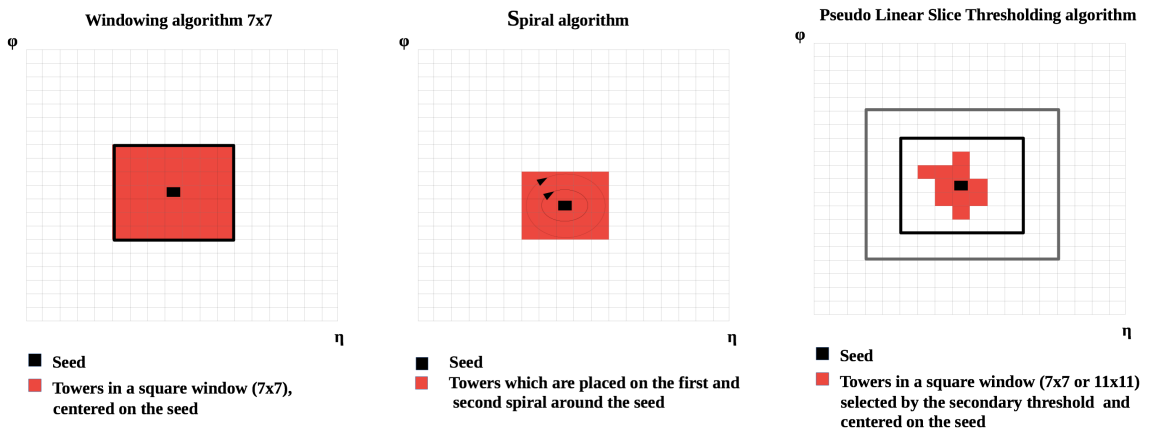 Windowing algorithm 7x7
φ
η
Seed
Towers in a square window (7x7),
centered on the seed
Spiral algorithm
φ
η
Seed
Towers which are placed on the first and
second spiral around the seed
Pseudo Linear Slice Thresholding algorithm
φ
η
Seed
Towers in a square window (7x7 or 11x11)
selected by the secondary threshold and
centered on the seed